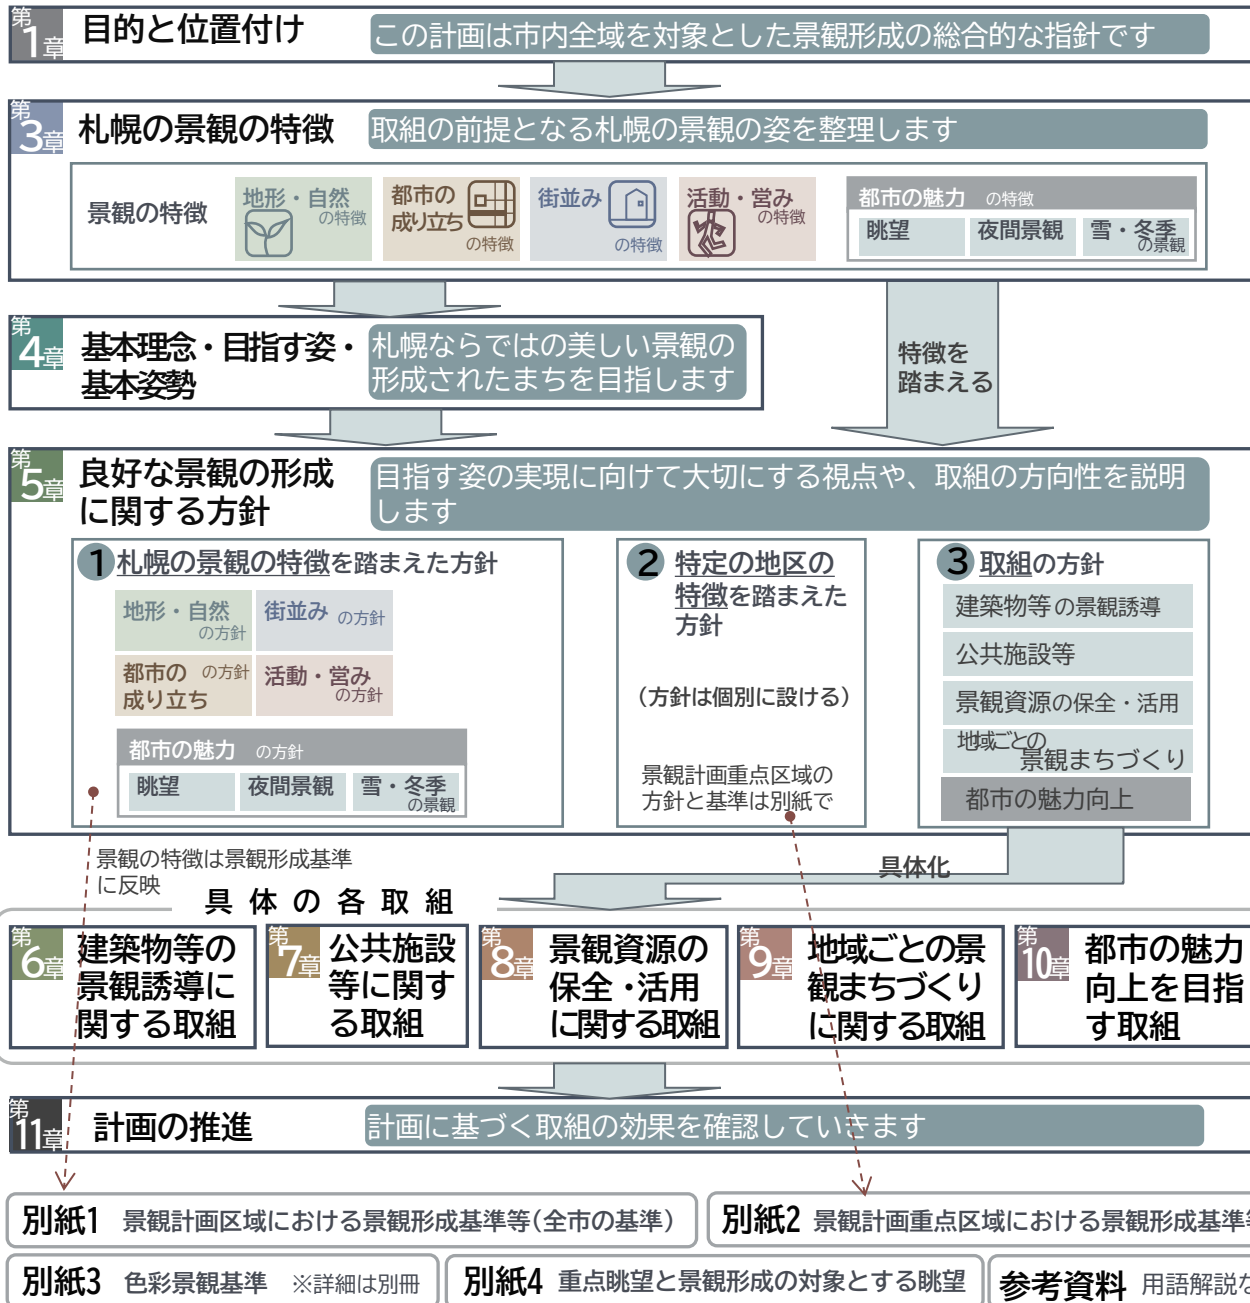 第1章 目的と位置付け この計画は市内全域を対象とした景観形成の総合的な指針です
第3章 札幌の景観の特徴 取組の前提となる札幌の景観の姿を整理します
景観の特徴
地形・自然
の特徴
都市の
成り立ち
の特徴
街並み
の特徴
活動・営み
の特徴
都市の魅力 の特徴
眺望 夜間景観 雪・冬季
の景観
第4章 基本理念・目指す姿・
基本姿勢
札幌ならではの美しい景観の
形成されたまちを目指します
特徴を
踏まえる
第5章 良好な景観の形成
に関する方針
目指す姿の実現に向けて大切にする視点や、取組の方向性を説明
します
1 札幌の景観の特徴を踏まえた方針
地形・自然
の方針
街並み の方針
都市の の方針
成り立ち
活動・営み
の方針
都市の魅力 の方針
眺望 夜間景観 雪・冬季
の景観
2 特定の地区の
特徴を踏まえた
方針
(方針は個別に設ける)
景観計画重点区域の
方針と基準は別紙で
3 取組の方針
建築物等の景観誘導
公共施設等
景観資源の保全・活用
地域ごとの
景観まちづくり
都市の魅力向上
景観の特徴は景観形成基準
に反映
具体化
具体の各取組
第6章 建築物等の
景観誘導に
関する取組
第7章 公共施設
等に関す
る取組
第8章 景観資源の
保全・活用
に関する取組
第9章 地域ごとの景
観まちづくり
に関する取組
第10章 都市の魅力
向上を目指
す取組
第11章 計画の推進 計画に基づく取組の効果を確認していきます
別紙1 景観計画区域における景観形成基準等(全市の基準)
別紙2 景観計画重点区域における景観形成基準
別紙3 色彩景観基準 ※詳細は別冊
別紙4 重点眺望と景観形成の対象とする眺望
参考資料 用語解説